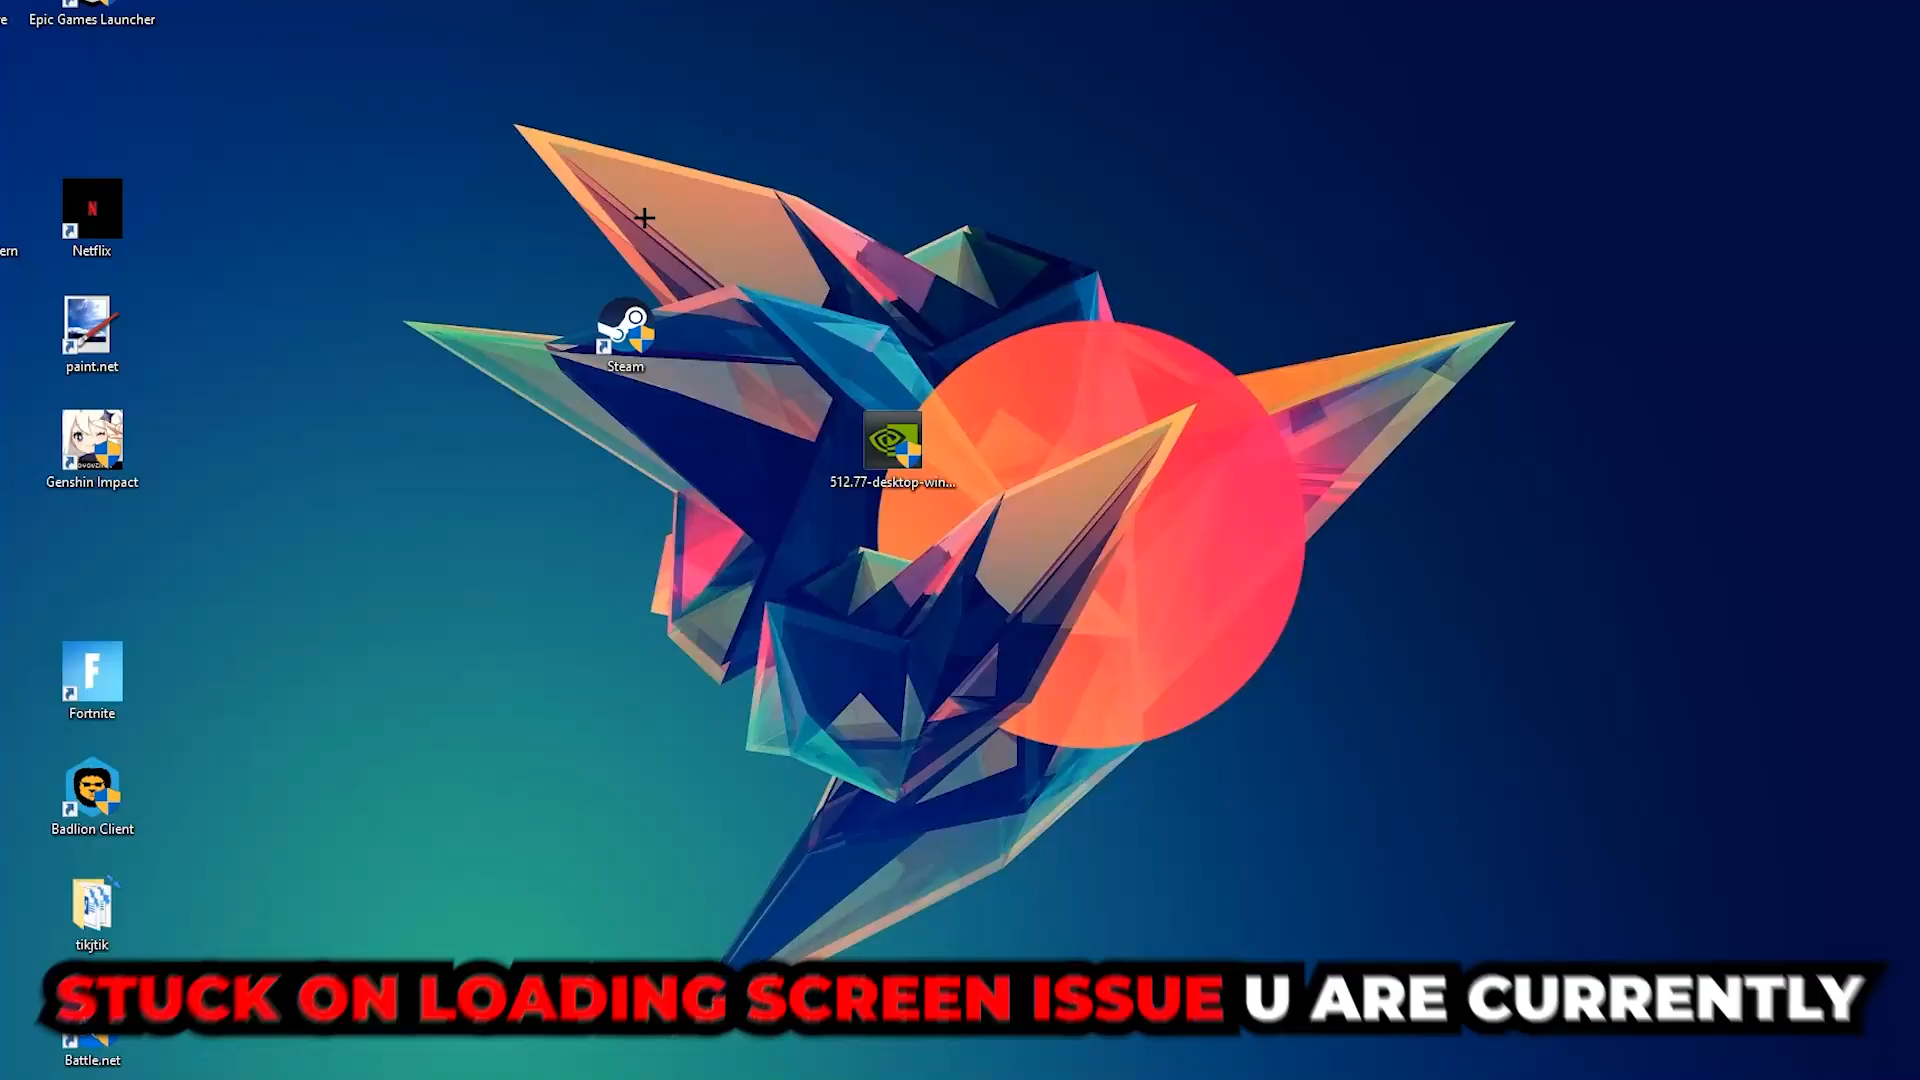 Epic Games Launcher
N
Netflix
ern
paint.net
Steam
Genshin Impact
512.77-desktop-win...
F
Fortnite
Badlion Client
tikjtik
STUCK ON LOADING SCREEN ISSUE U ARE CURRENTLY
Battle.net